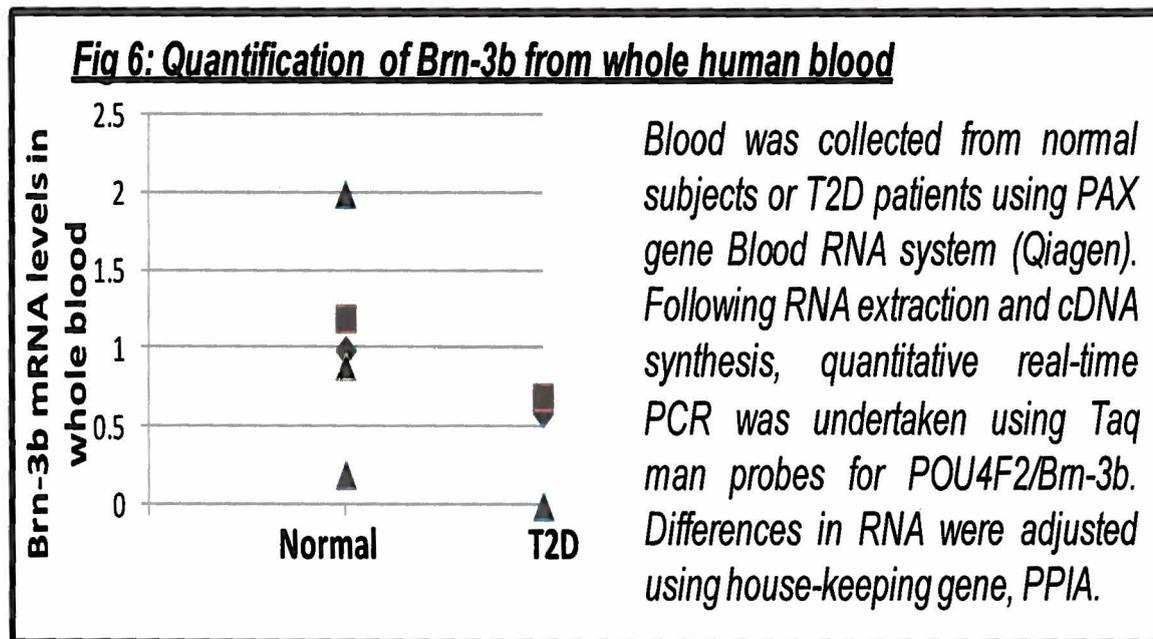 Fig 6: Quantification of Brn-3b from whole human blood
Brn-3b mRNA levels in
whole blood
2.5
2
1.5
1
0.5
0
Normal T2D
Blood was collected from normal
subjects or T2D patients using PAX
gene Blood RNA system (Qiagen).
Following RNA extraction and cDNA
synthesis, quantitative real-time
PCR was undertaken using Taq
man probes for POU4F2/Brn-3b.
Differences in RNA were adjusted
using house-keeping gene, PPIA.